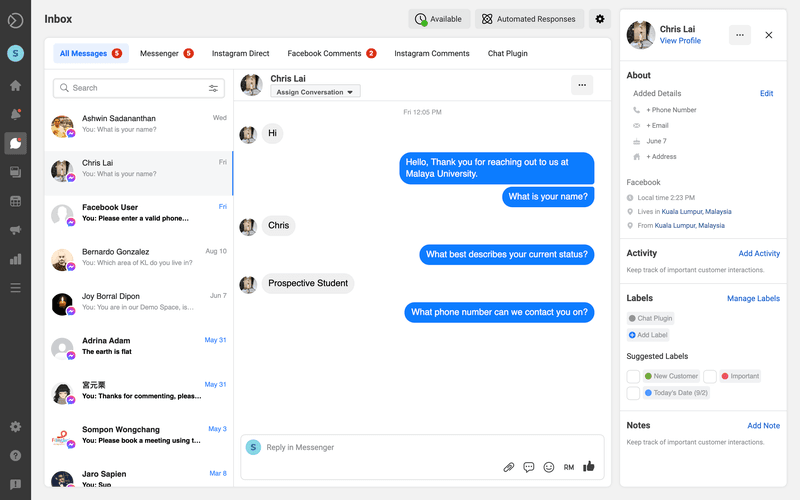 Inbox
Available
Automated Responses
All Messages 5
Messenger 5
Instagram Direct
Facebook Comments 2
Instagram Comments
Chat Plugin
S
Search
Ashwin Sadananthan
Wed
You: What is your name?
Chris Lai
Fri
You: What is your name?
Facebook User
Fri
You: Please enter a valid phone...
Bernardo Gonzalez
Aug 10
You: Which area of KL do you live in?
Joy Borral Dipon
Jun 7
You: You are in our Demo Space, is...
Adrina Adam
May 31
The earth is flat
宮元栗
May 31
You: Thanks for commenting, pleas...
Sompon Wongchang
May 3
You: Please book a meeting using t...
Jaro Sapien
Mar 8
You: Sup
Chris Lai
Assign Conversation
Fri 12:05 PM
Hi
Hello, Thank you for reaching out to us at
Malaya University.
What is your name?
Chris
What best describes your current status?
Prospective Student
What phone number can we contact you on?
S
Reply in Messenger
RM
Chris Lai
View Profile
About
Added Details
Edit
+ Phone Number
+ Email
June 7
+ Address
Facebook
Local time 2:23 PM
Lives in Kuala Lumpur, Malaysia
From Kuala Lumpur, Malaysia
Activity
Add Activity
Keep track of important customer interactions.
Labels
Manage Labels
Chat Plugin
Add Label
Suggested Labels
New Customer
Important
Today's Date (9/2)
Notes
Add Note
Keep track of important customer interactions.